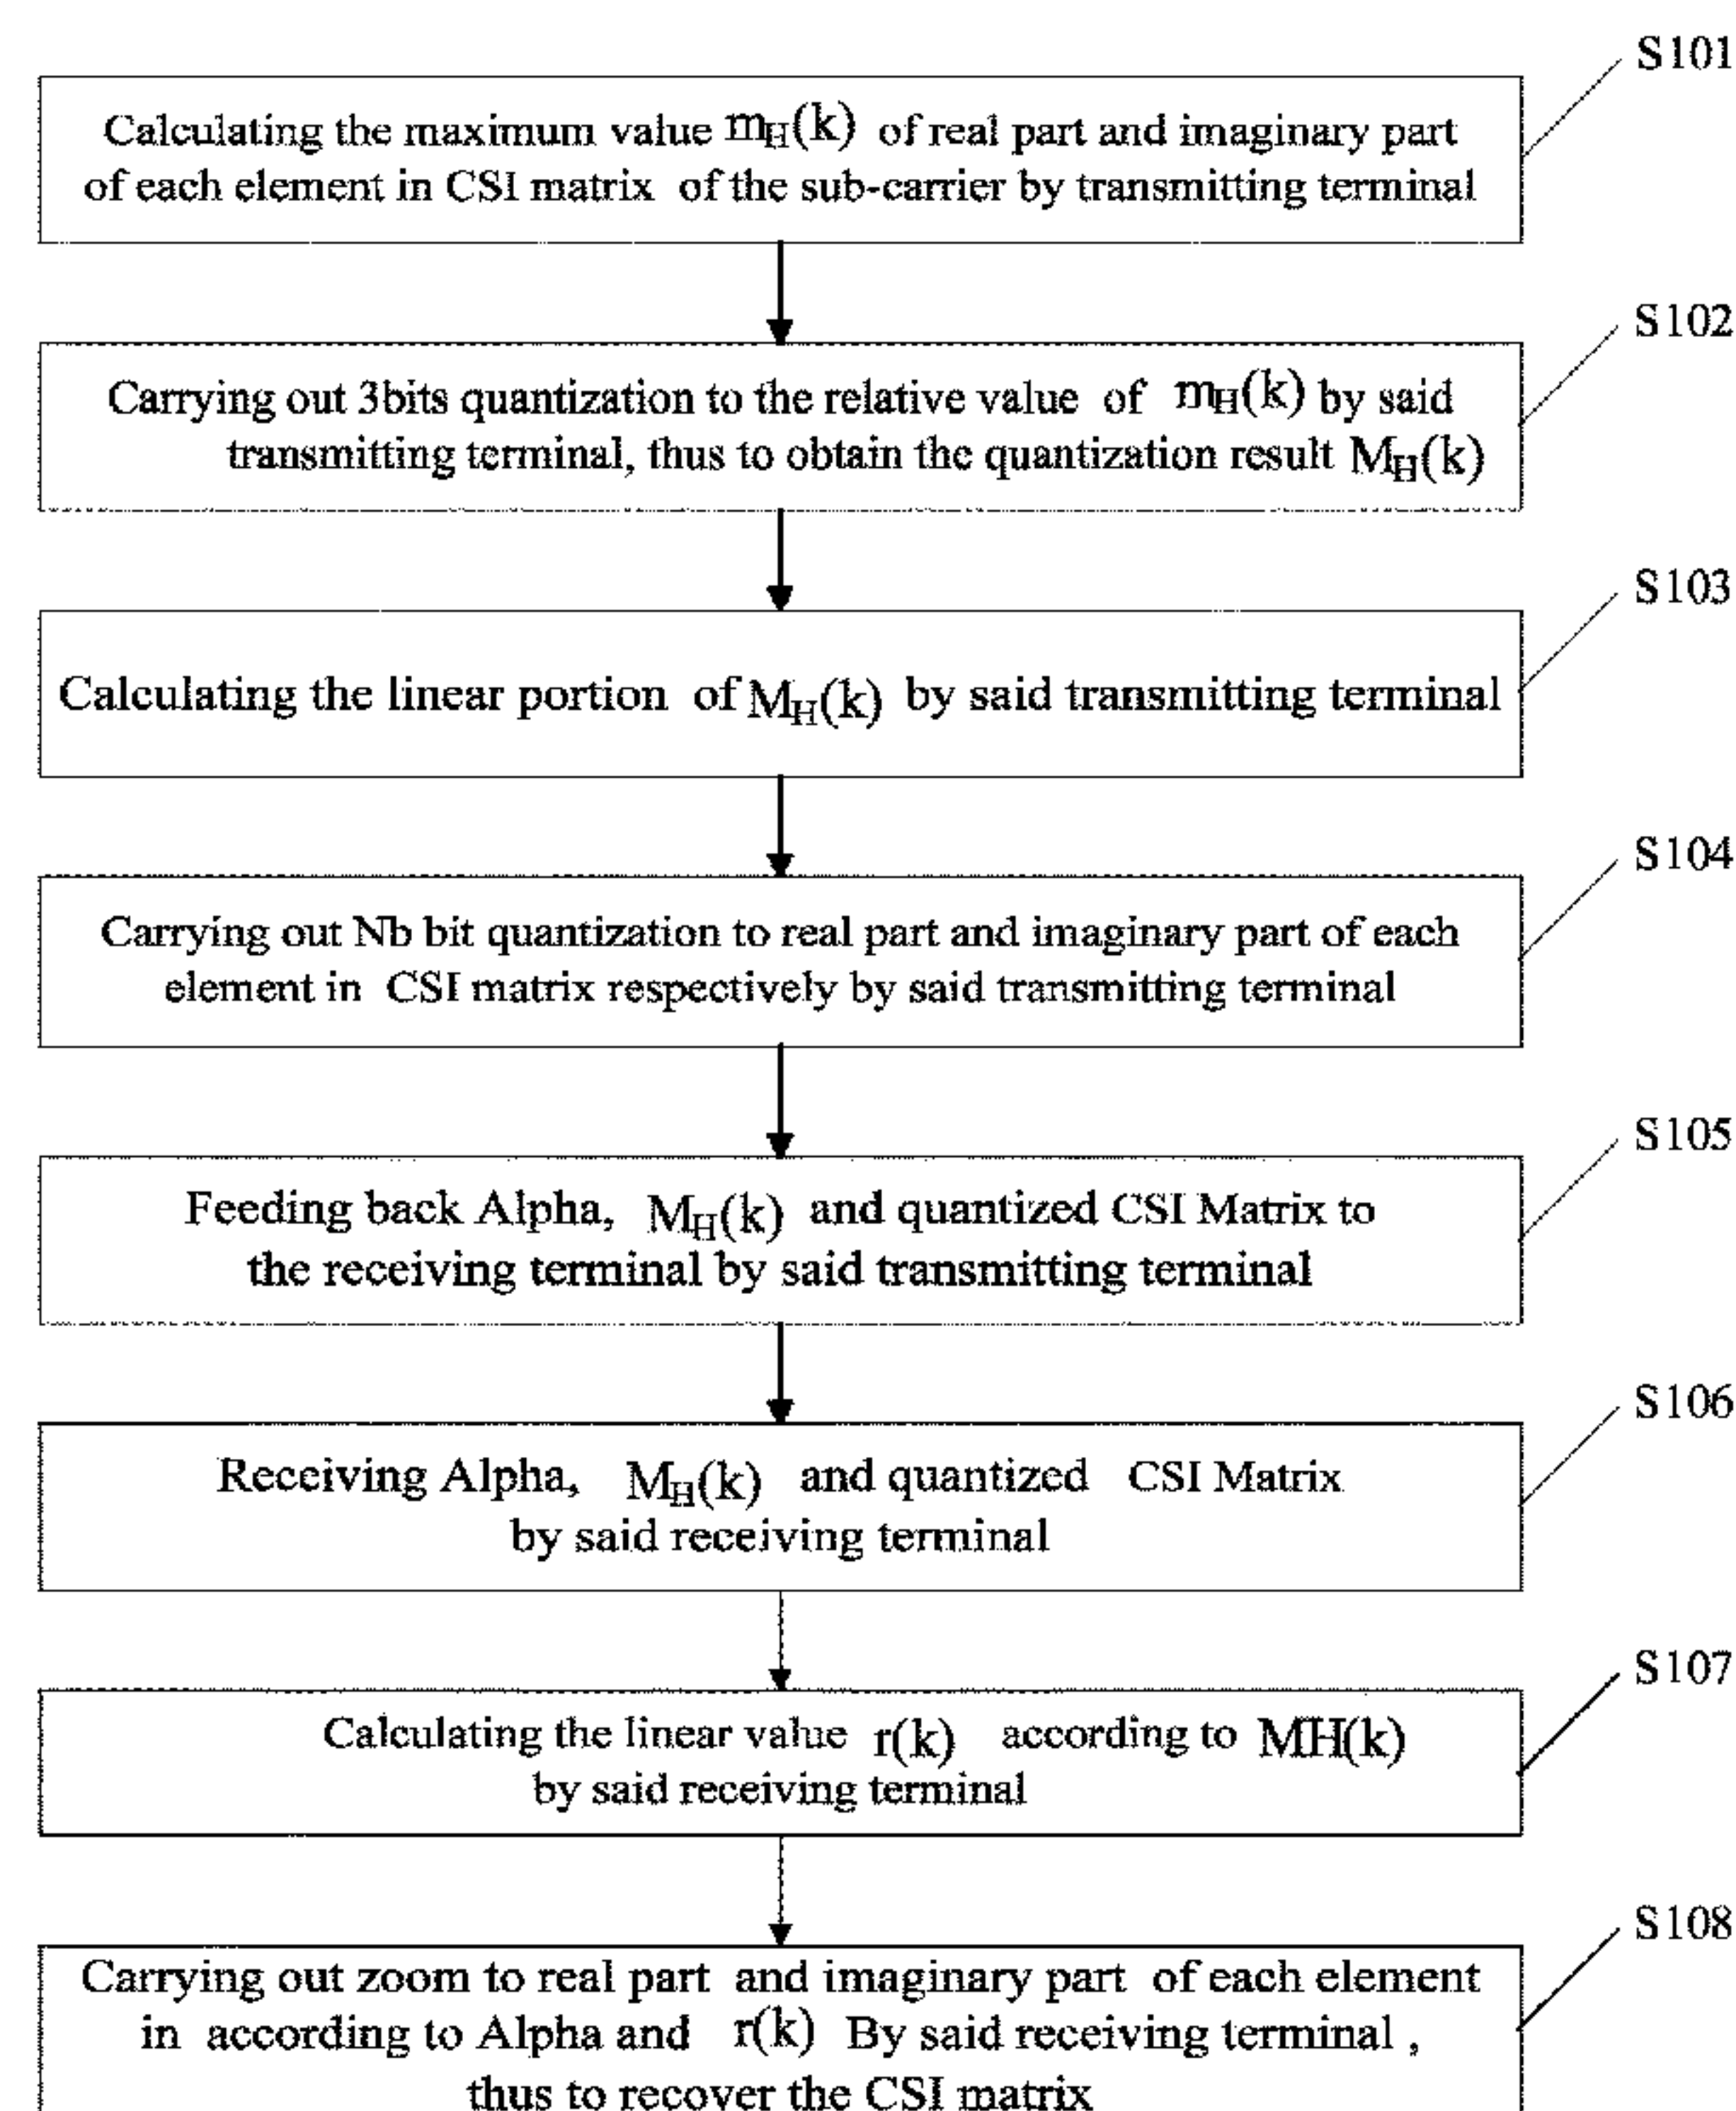 S101
Calculating the maximum value mH(k) of real part and imaginary part
of each element in CSI matrix of the sub-carrier by transmitting terminal
S102
Carrying out 3bits quantization to the relative value of mH(k) by said
transmitting terminal, thus to obtain the quantization result MH(k)
S103
Calculating the linear portion of MH(k) by said transmitting terminal
S104
Carrying out Nb bit quantization to real part and imaginary part of each
element in CSI matrix respectively by said transmitting terminal
S105
Feeding back Alpha, MH(k) and quantized CSI Matrix to
the receiving terminal by said transmitting terminal
S106
Receiving Alpha, MH(k) and quantized CSI Matrix
by said receiving terminal
S107
Calculating the linear value r(k) according to MH(k)
by said receiving terminal
S108
Carrying out zoom to real part and imaginary part of each element
in according to Alpha and r(k) By said receiving terminal ,
thus to recover the CSI matrix